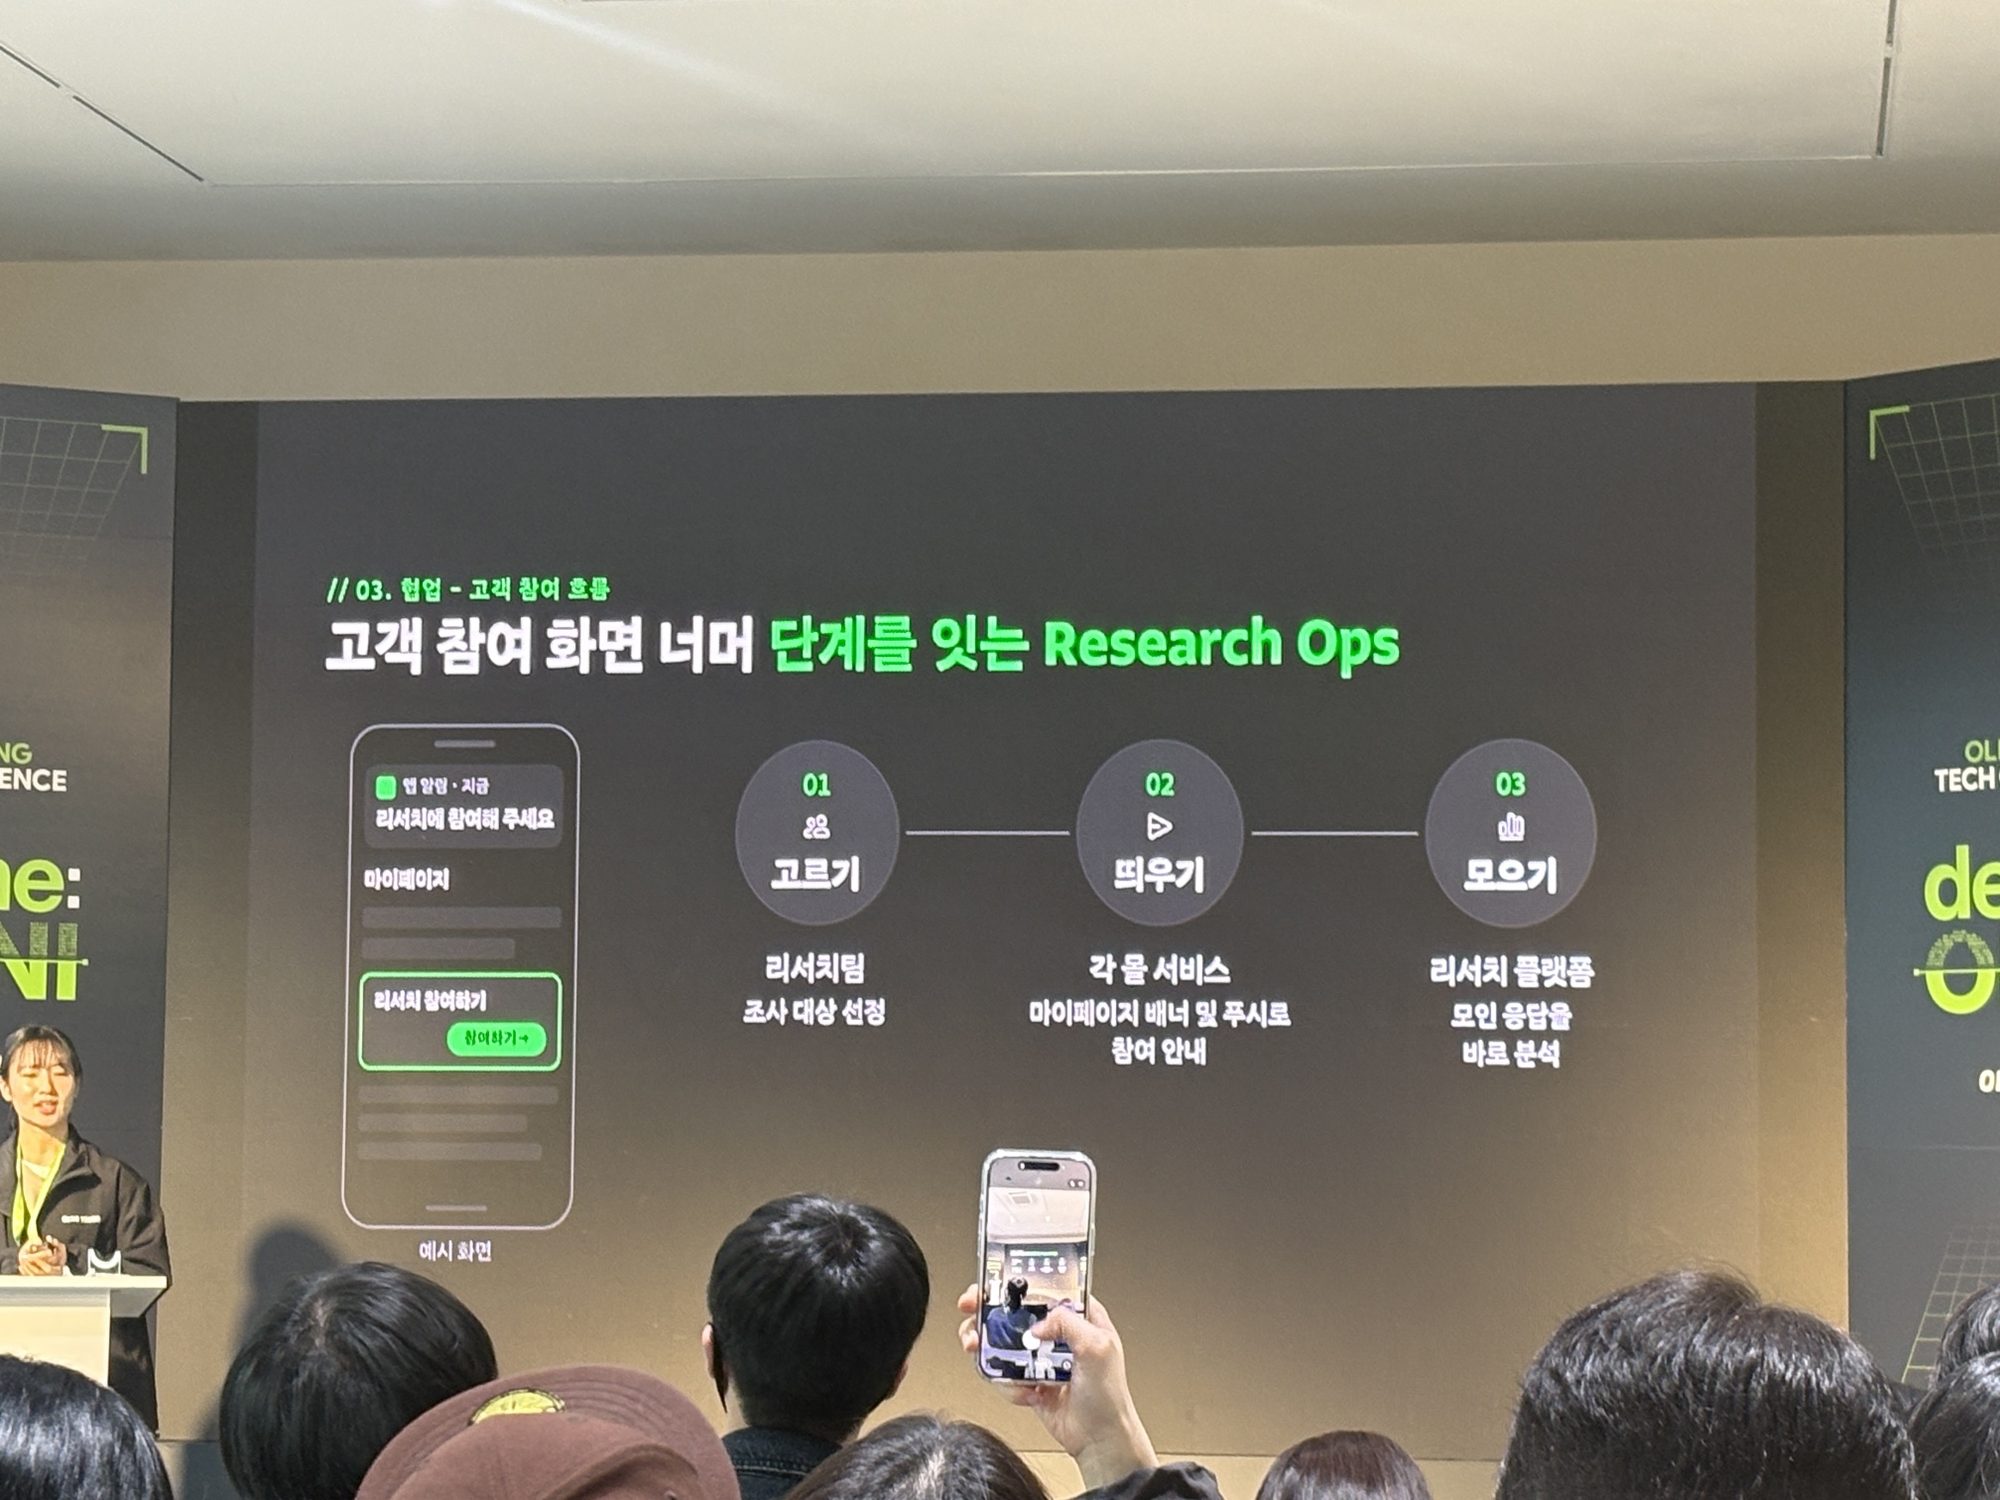 // 03. 협업 - 고객 참여 흐름
고객 참여 화면 너머 단계를 잇는 Research Ops
앱 알림 · 지금
리서치에 참여해 주세요
마이페이지
리서치 참여하기
참여하기→
예시 화면
01
고르기
리서치팀
조사 대상 선정
02
띄우기
각 몰 서비스
마이페이지 배너 및 푸시로
참여 안내
03
모으기
리서치 플랫폼
모인 응답을
바로 분석
NG
ENCE
ne:
NI
OL
TECH
de
O